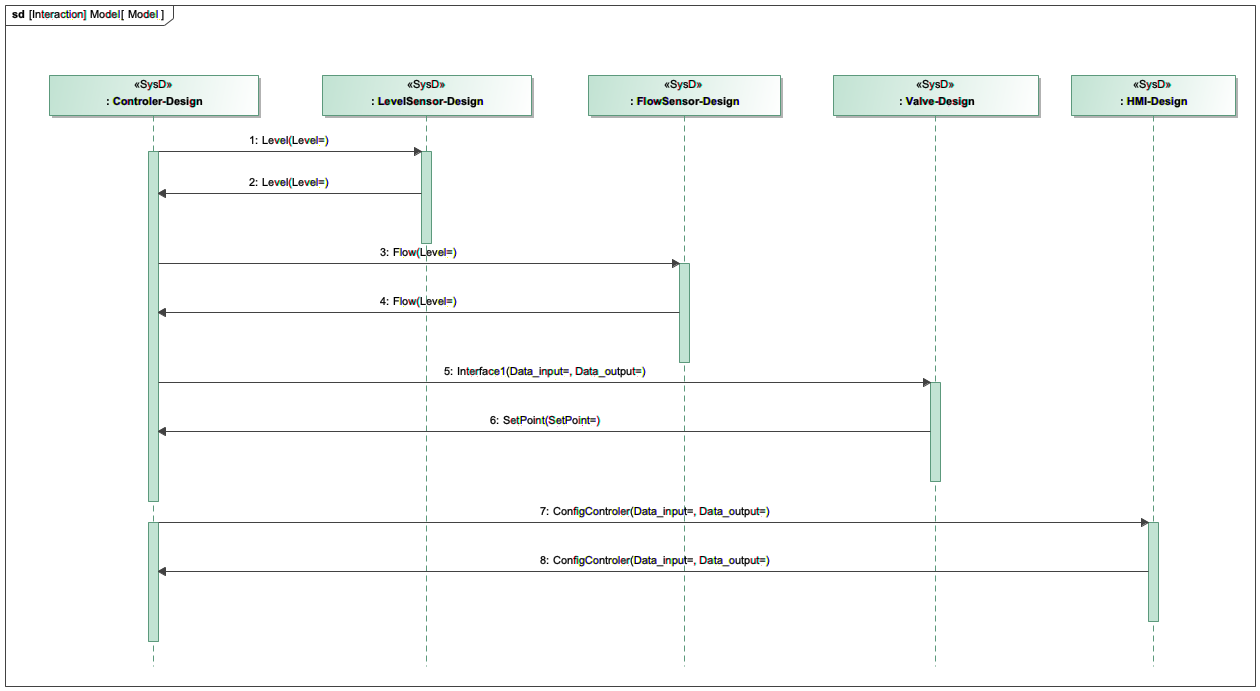 sd [Interaction] Model[ Model ]
«SysD»
: Controler-Design
«SysD»
: LevelSensor-Design
«SysD»
: FlowSensor-Design
«SysD»
: Valve-Design
«SysD»
: HMI-Design
1: Level(Level=)
2: Level(Level=)
3: Flow(Level=)
4: Flow(Level=)
5: Interface1(Data_input=, Data_output=)
6: SetPoint(SetPoint=)
7: ConfigControler(Data_input=, Data_output=)
8: ConfigControler(Data_input=, Data_output=)